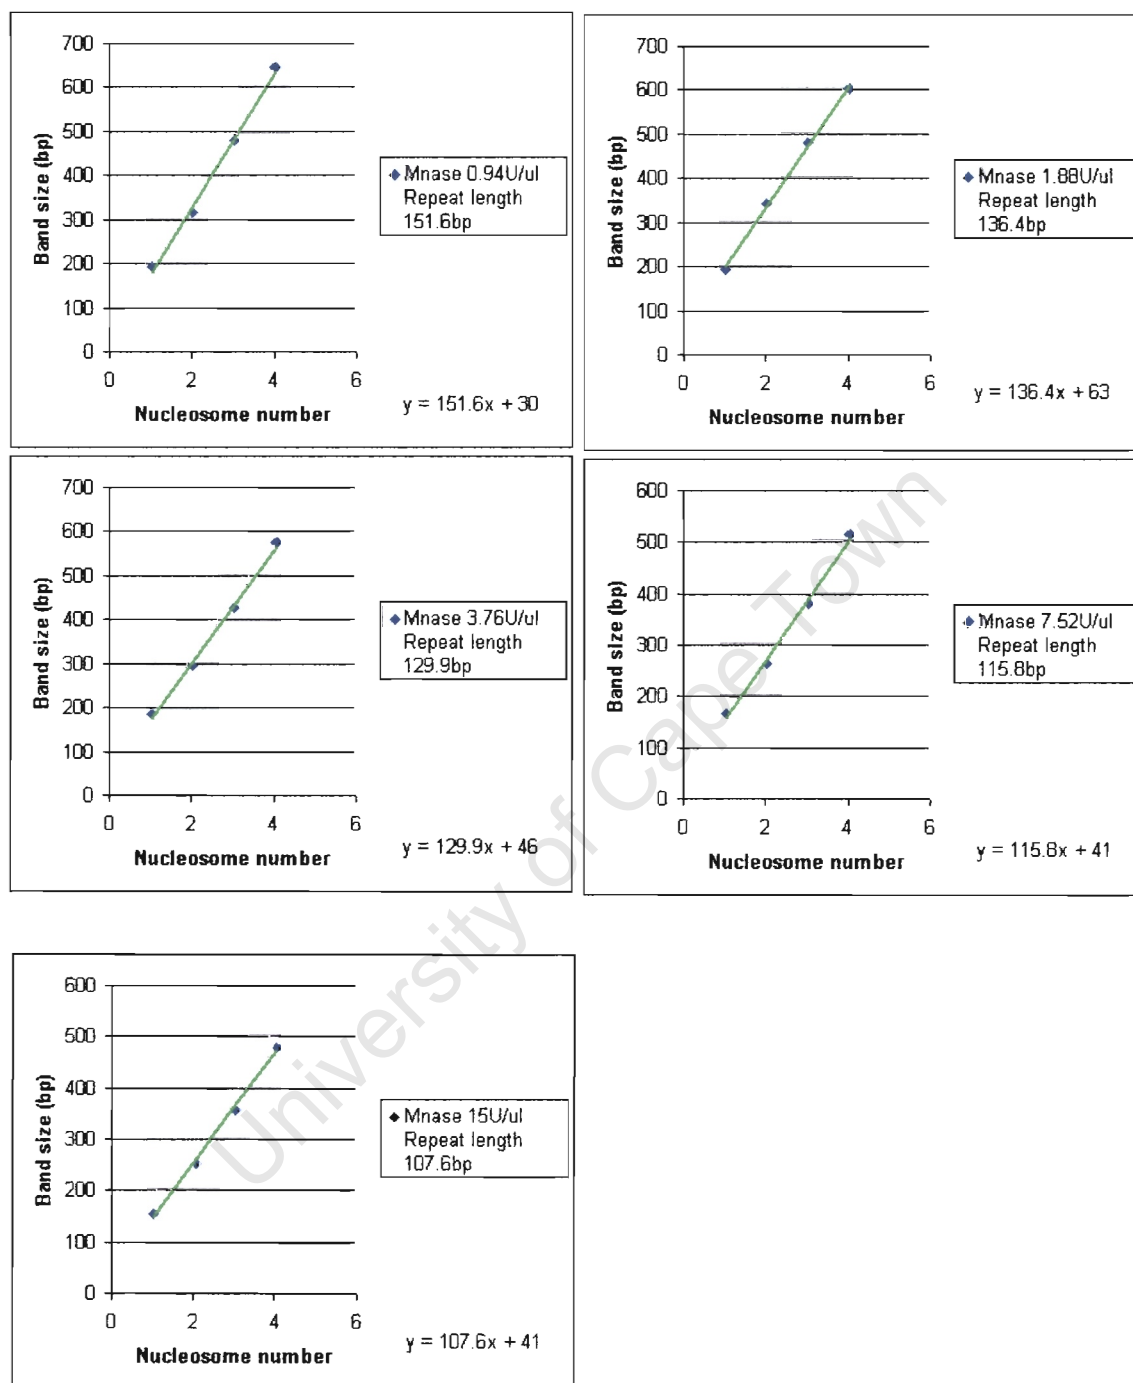 700
600
500
400
300
200
100
0
0 2 4 6
Band size (bp)
Nucleosome number
Mnase 0.94U/ul
Repeat length
151.6bp
y = 151.6x + 30
700
600
500
400
300
200
100
0
0 2 4 6
Band size (bp)
Nucleosome number
Mnase 1.88U/ul
Repeat length
136.4bp
y = 136.4x + 63
700
600
500
400
300
200
100
0
0 2 4 6
Band size (bp)
Nucleosome number
Mnase 3.76U/ul
Repeat length
129.9bp
y = 129.9x + 46
600
500
400
300
200
100
0
0 2 4 6
Band size (bp)
Nucleosome number
Mnase 7.52U/ul
Repeat length
115.8bp
y = 115.8x + 41
600
500
400
300
200
100
0
0 2 4 6
Band size (bp)
Nucleosome number
Mnase 15U/ul
Repeat length
107.6bp
y = 107.6x + 41
University of Cape Town